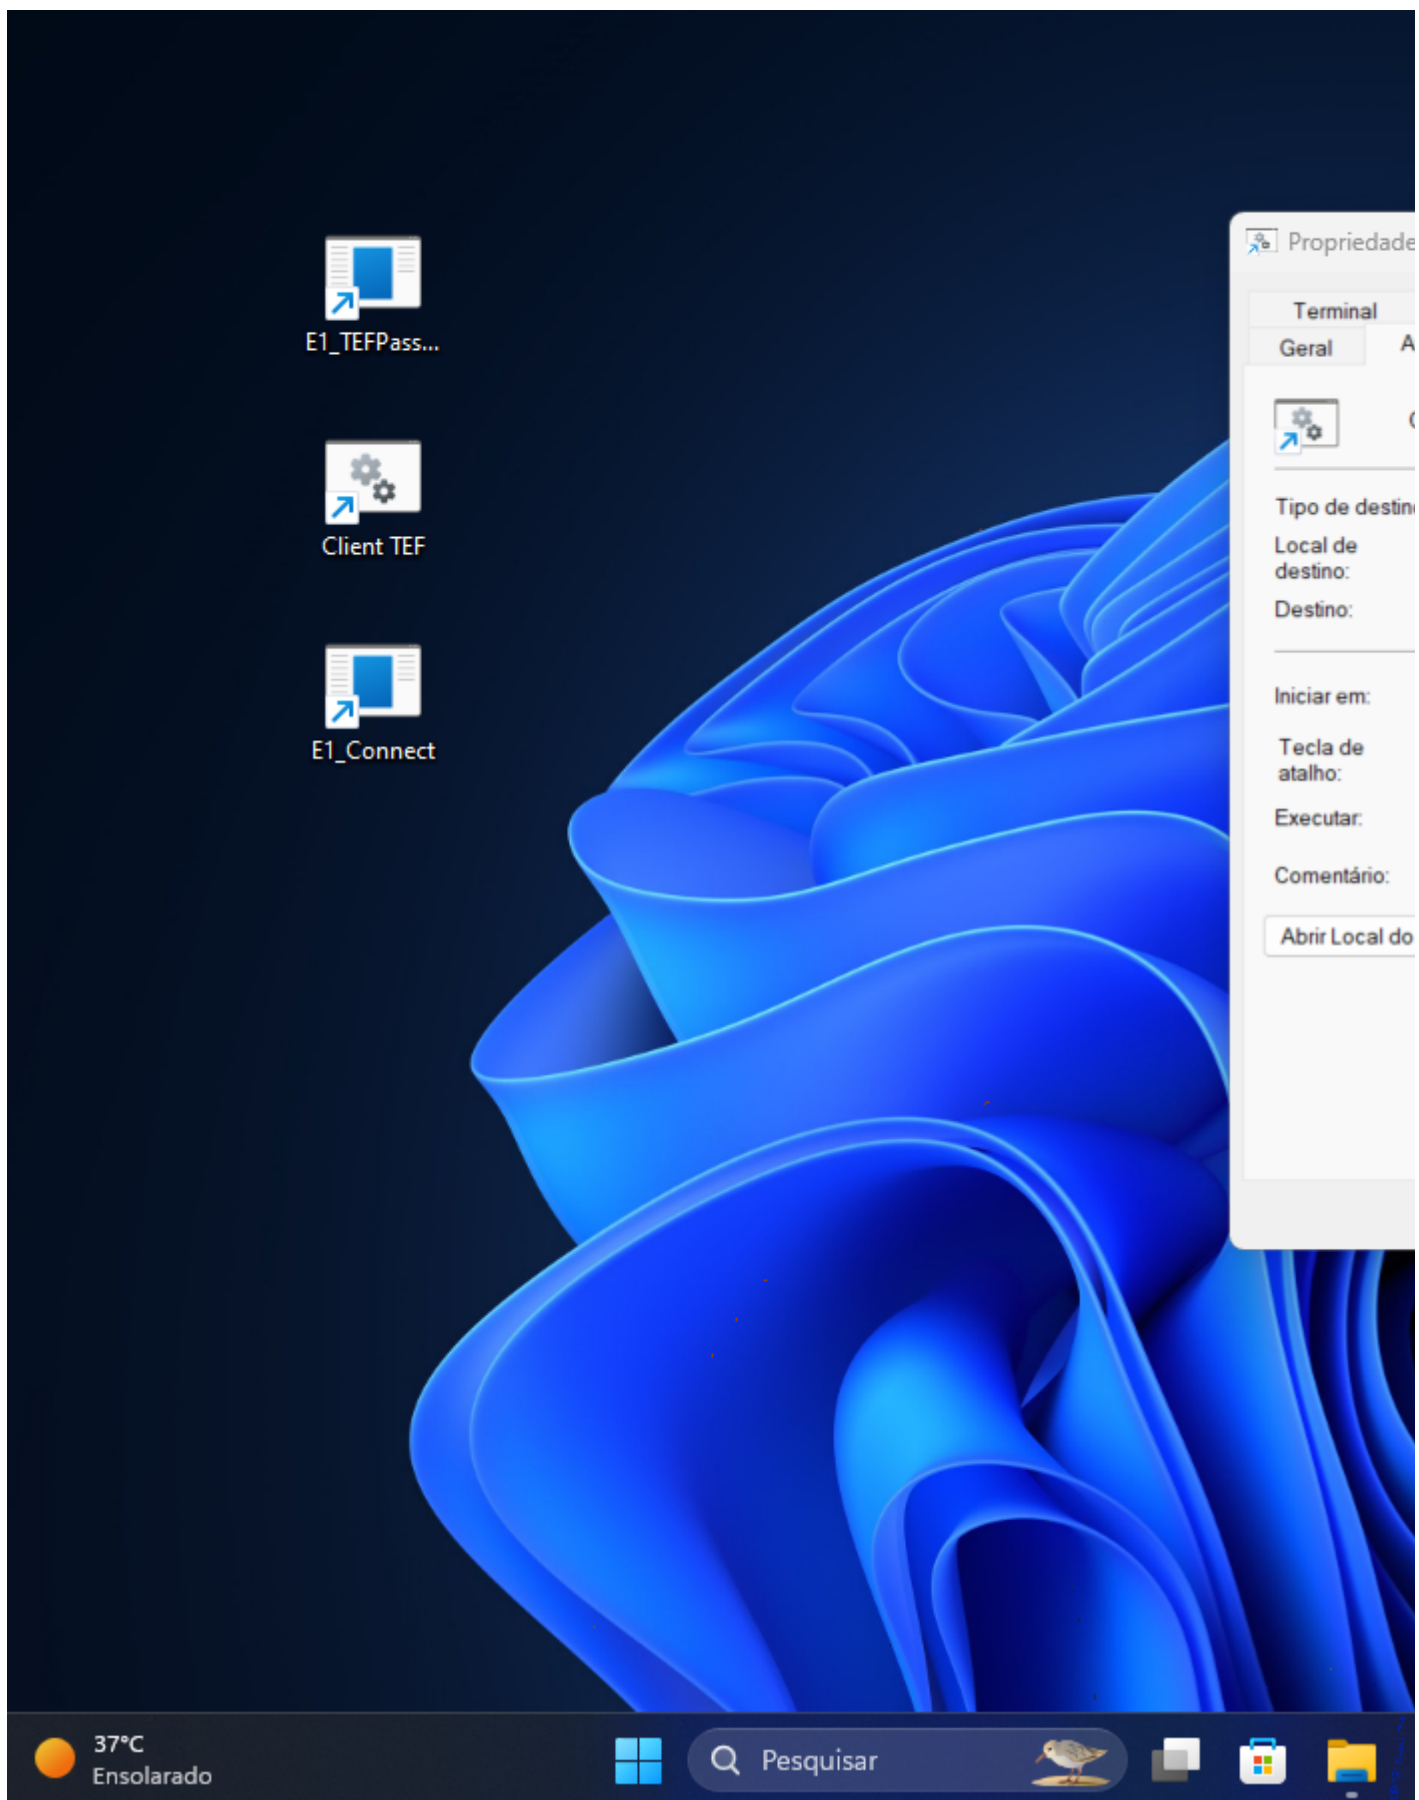 E1_TEFPass...
Client TEF
E1_Connect
Propriedade
Terminal
Geral
Tipo de destino
Local de
destino:
Destino:
Iniciar em:
Tecla de
atalho:
Executar:
Comentário:
Abrir Local do
37°C
Ensolarado
Pesquisar